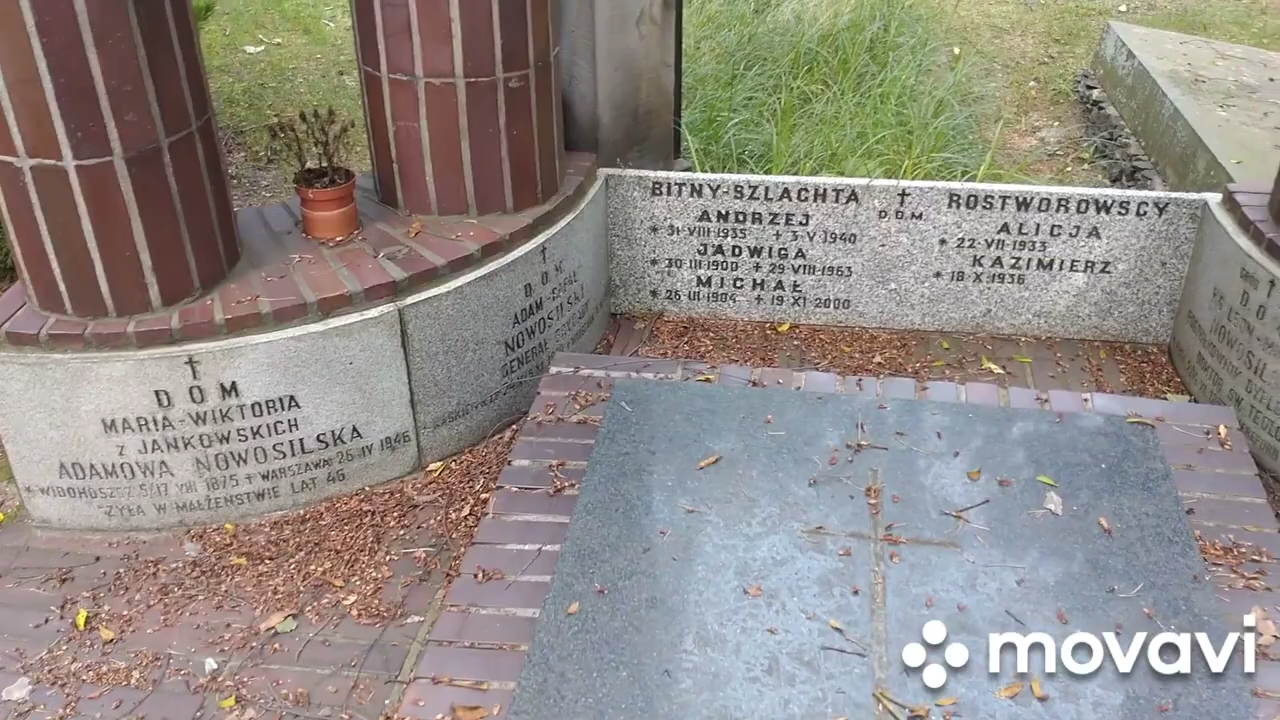 BITNY-SZLACHTA † ROSTWOROWSCY
D.O.M.
ANDRZEJ
* 31 VIII 1935 + 3 V 1940
JADWIGA
* 30 III 1900 + 29 VIII 1963
MICHAŁ
* 26 III 1904 + 19 XI 2000
ALICJA
* 22·VII·1933
KAZIMIERZ
* 18 X 1936
†
D O M
MARIA-WIKTORIA
z JANKOWSKICH
ADAMOWA NOWOSILSKA
5/17 VIII 1875 + WARSZAWA 26 IV 1946
ŻYŁA W MAŁŻEŃSTWIE LAT 46
†
D O M
ADAM-RAFAŁ
NOWOSILSKI
GENERAŁ
D O
NOWOSIL
movavi